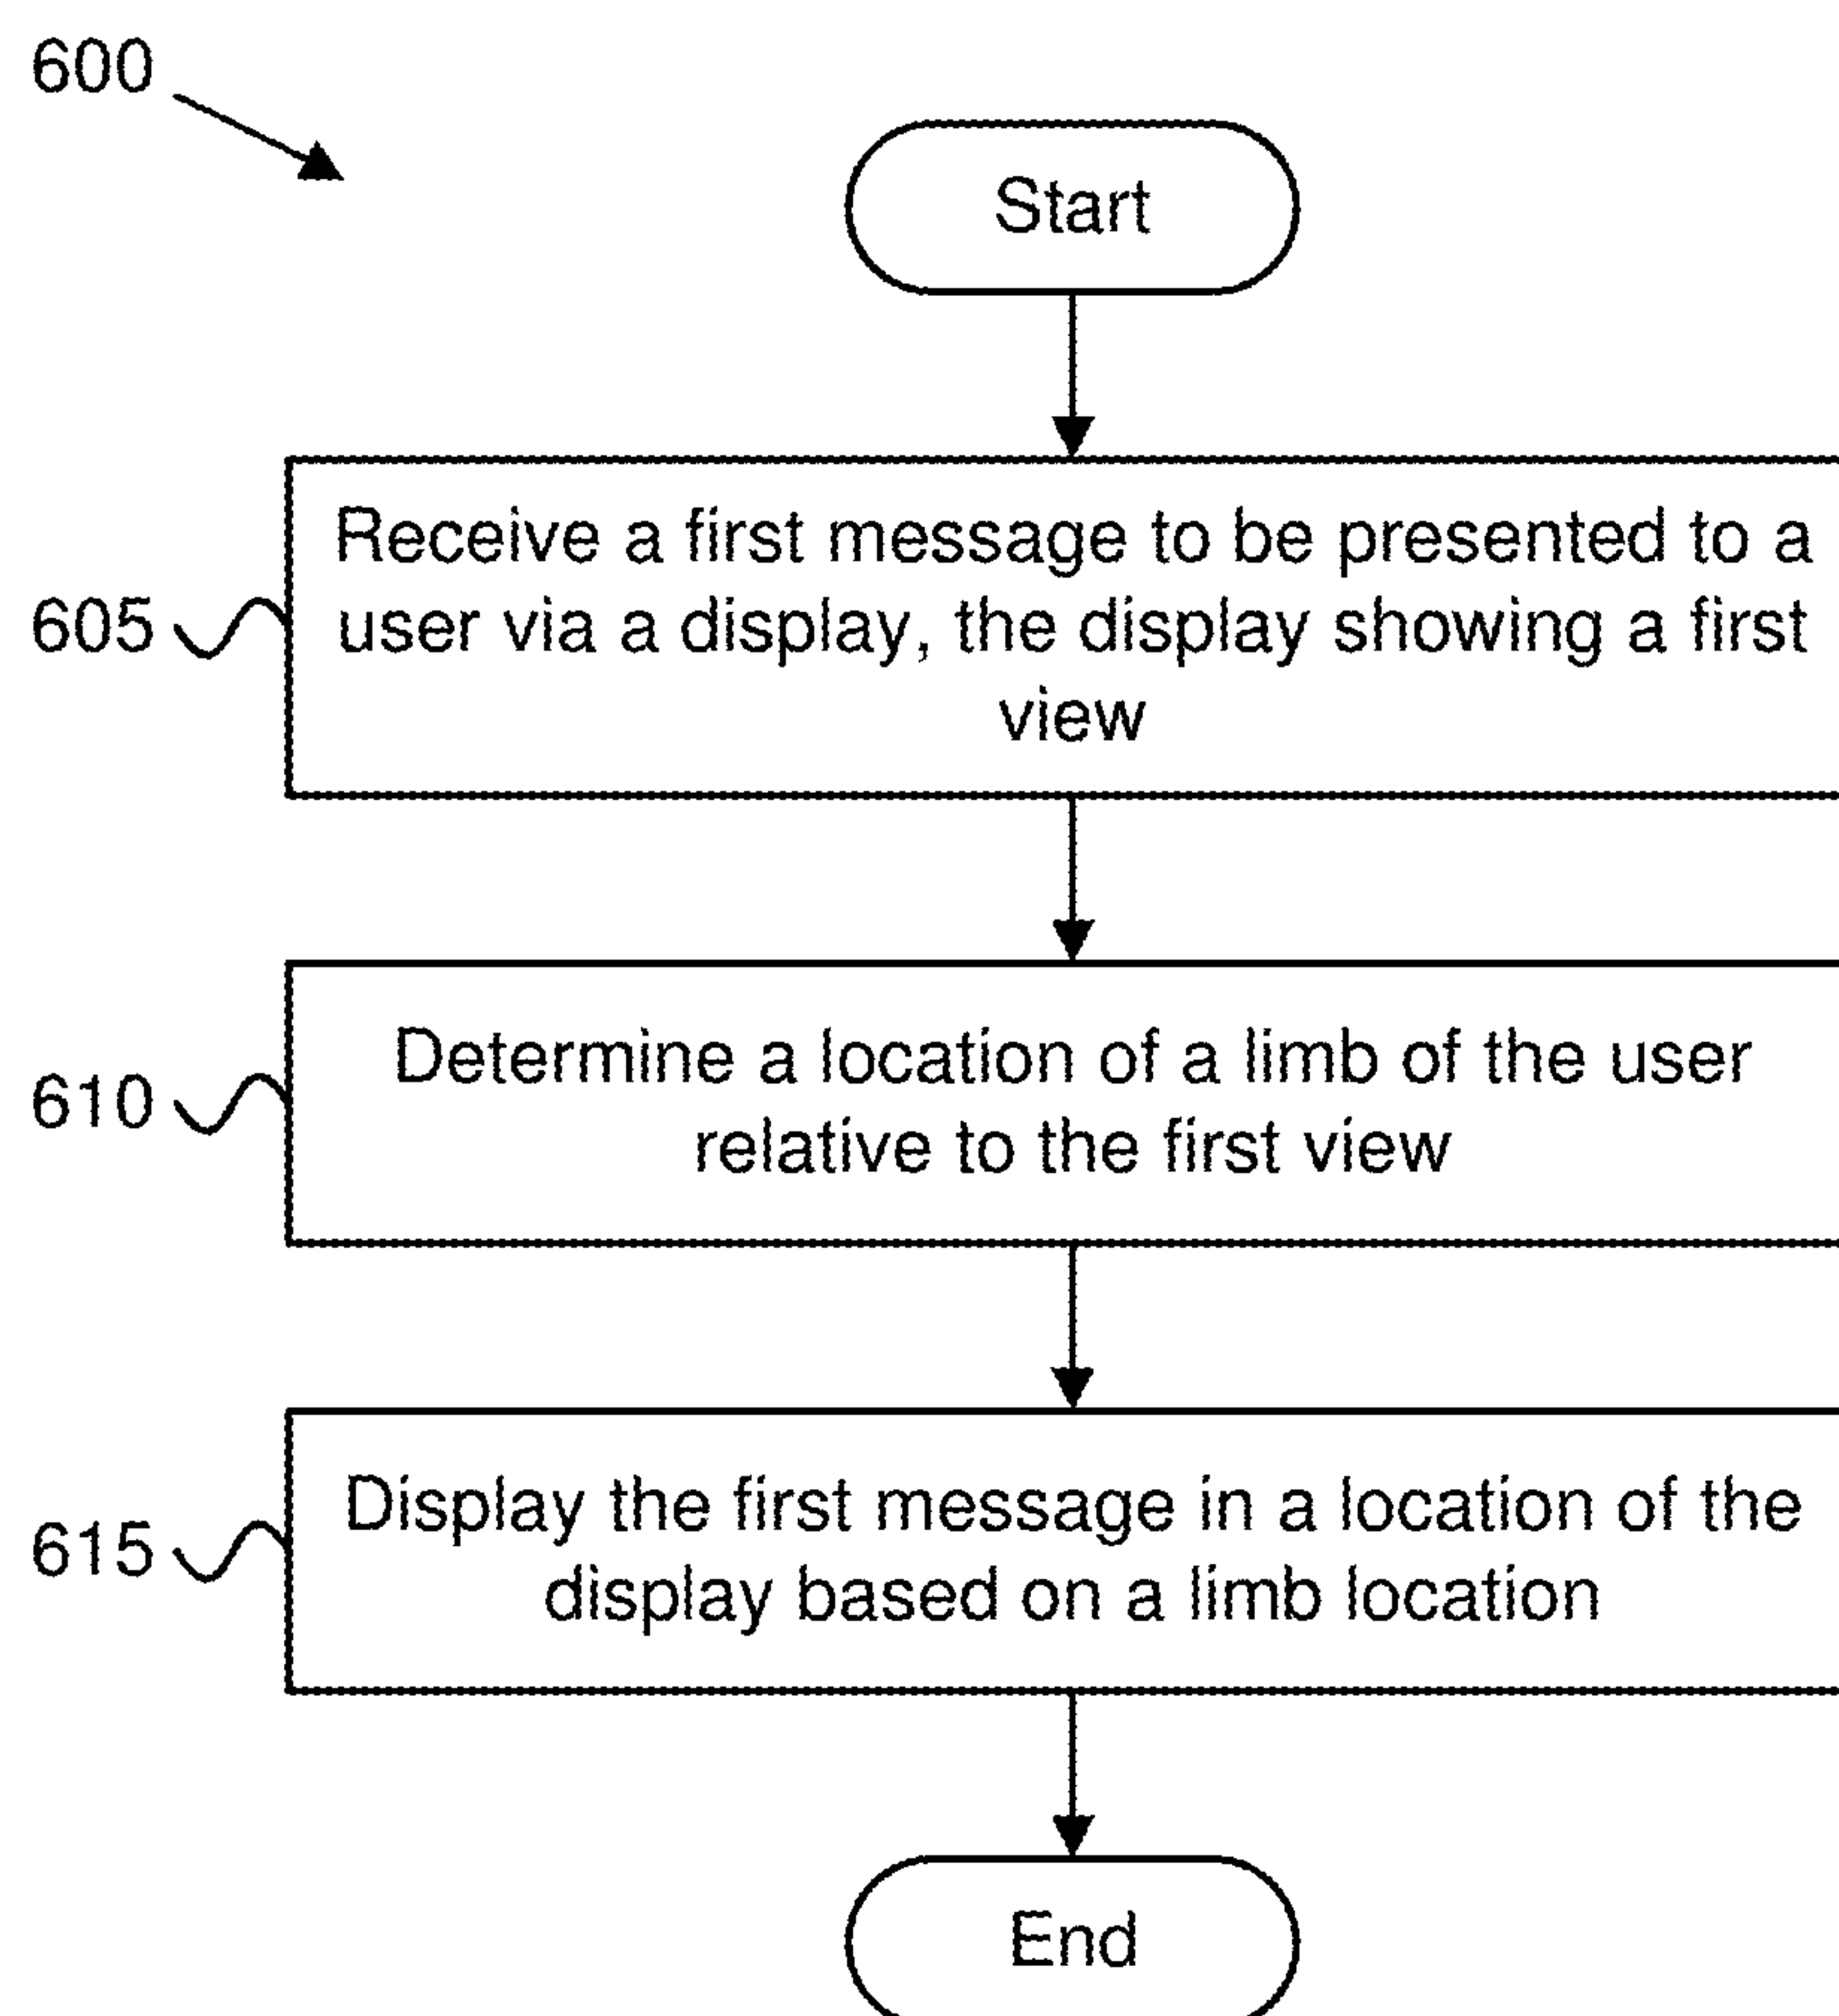 600
Start
605
Receive a first message to be presented to a
user via a display, the display showing a first
view
610
Determine a location of a limb of the user
relative to the first view
615
Display the first message in a location of the
display based on a limb location
End